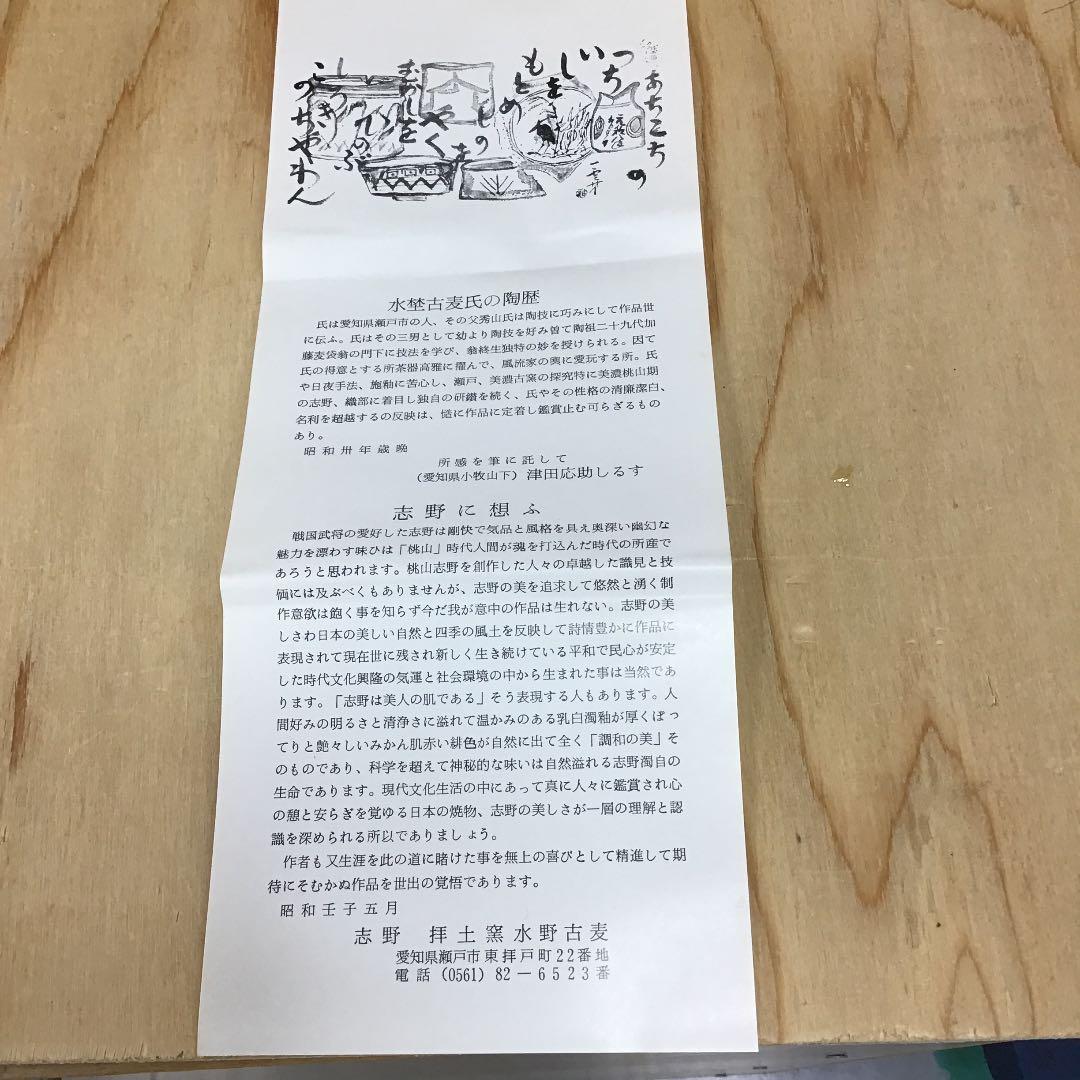 あちこちの
つち
いし
をも
とめ
もの
を
やく
むかしを
しのぶ
このちやわん
水埜古麦氏の陶歴
氏は愛知県瀬戸市の人、その父秀山氏は陶技に巧みにして作品世
に伝ふ。氏はその三男として幼より陶技を好み曽て陶祖二十九代加
藤麦袋翁の門下に技法を学び、翁終生独特の妙を授けられる。因て
氏の得意とする所茶器高雅に擢んで、風流家の輿に愛玩する所。氏
や日夜手法、施釉に苦心し、瀬戸、美濃古窯の探究特に美濃桃山期
の志野、織部に着目し独自の研鑽を続く、氏やその性格の清廉潔白、
名利を超越するの反映は、慥に作品に定着し鑑賞止む可らざるもの
あり。
昭和卅年歳晩
所感を筆に託して
（愛知県小牧山下）津田応助しるす
志野に想ふ
戦国武将の愛好した志野は剛快で気品と風格を具え奥深い幽幻な
魅力を漂わす味ひは「桃山」時代人間が魂を打込んだ時代の所産で
あろうと思われます。桃山志野を創作した人々の卓越した識見と技
倆には及ぶべくもありませんが、志野の美を追求して悠然と湧く制
作意欲は飽く事を知らず今だ我が意中の作品は生れない。志野の美
しさわ日本の美しい自然と四季の風土を反映して詩情豊かに作品に
表現されて現在世に残され新しく生き続けている平和で民心が安定
した時代文化興隆の気運と社会環境の中から生まれた事は当然であ
ります。「志野は美人の肌である」そう表現する人もあります。人
間好みの明るさと清浄さに溢れて温かみのある乳白濁釉が厚くぽっ
てりと艶々しいみかん肌赤い緋色が自然に出て全く「調和の美」そ
のものであり、科学を超えて神秘的な味いは自然溢れる志野濁自の
生命であります。現代文化生活の中にあって真に人々に鑑賞され心
の憩と安らぎを覚ゆる日本の焼物、志野の美しさが一層の理解と認
識を深められる所以でありましょう。
作者も又生涯を此の道に賭けた事を無上の喜びとして精進して期
待にそむかぬ作品を世出の覚悟であります。
昭和壬子五月
志野　拝土窯水野古麦
愛知県瀬戸市東拝戸町22番地
電話（0561）82－6523番